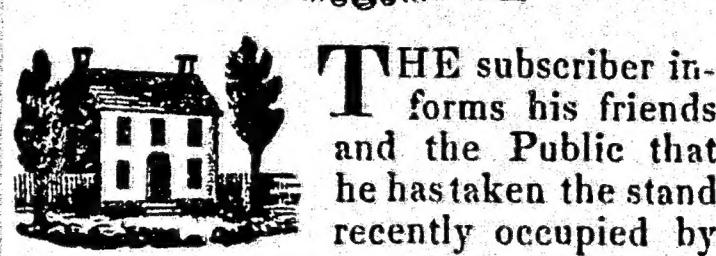 THE subscriber in-
forms his friends
and the Public that
he has taken the stand
recently occupied by